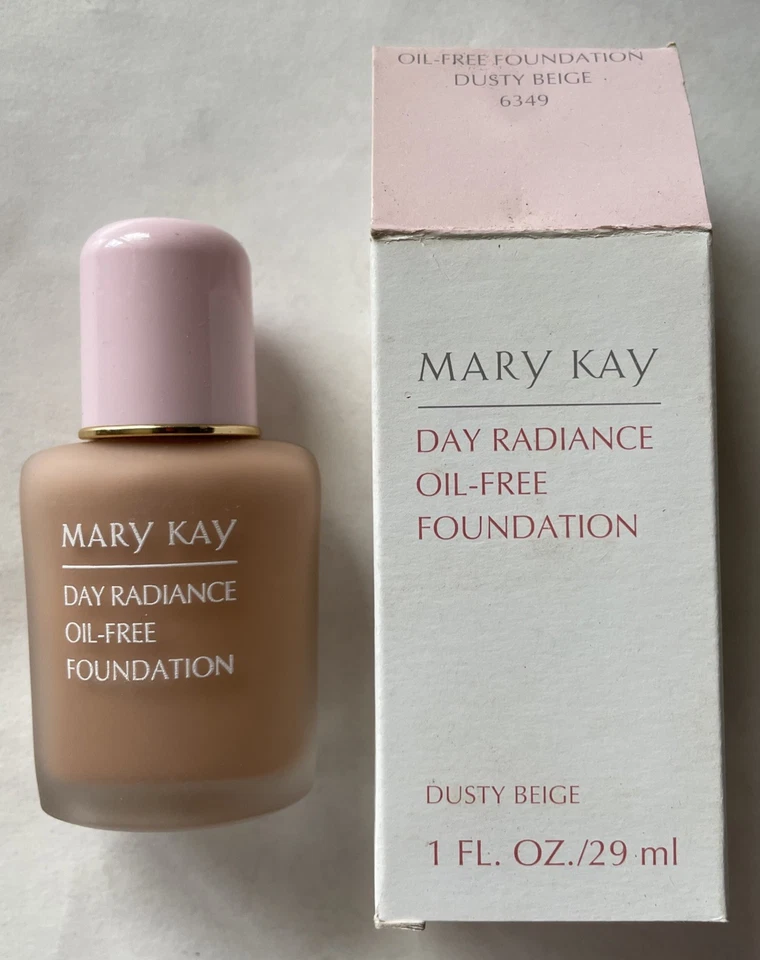 MARY KAY
DAY RADIANCE
OIL-FREE
FOUNDATION
OIL-FREE FOUNDATION
DUSTY BEIGE
6349
MARY KAY
DAY RADIANCE
OIL-FREE
FOUNDATION
DUSTY BEIGE
1 FL. OZ./29 ml